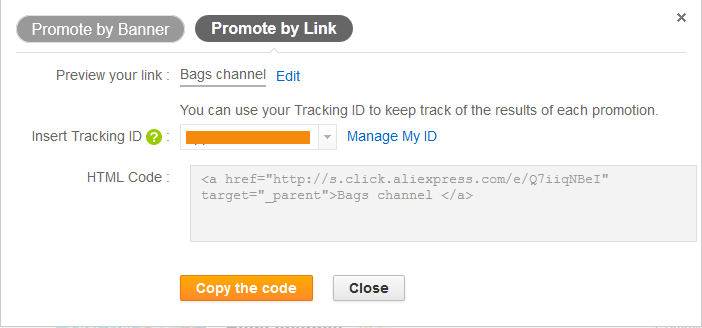 Promote by Banner
Promote by Link
×
Preview your link :
Bags channel
Edit
You can use your Tracking ID to keep track of the results of each promotion.
Insert Tracking ID ? :
Manage My ID
HTML Code :
<a href="http://s.click.aliexpress.com/e/Q7iiqNBeI"
target="_parent">Bags channel </a>
Copy the code
Close